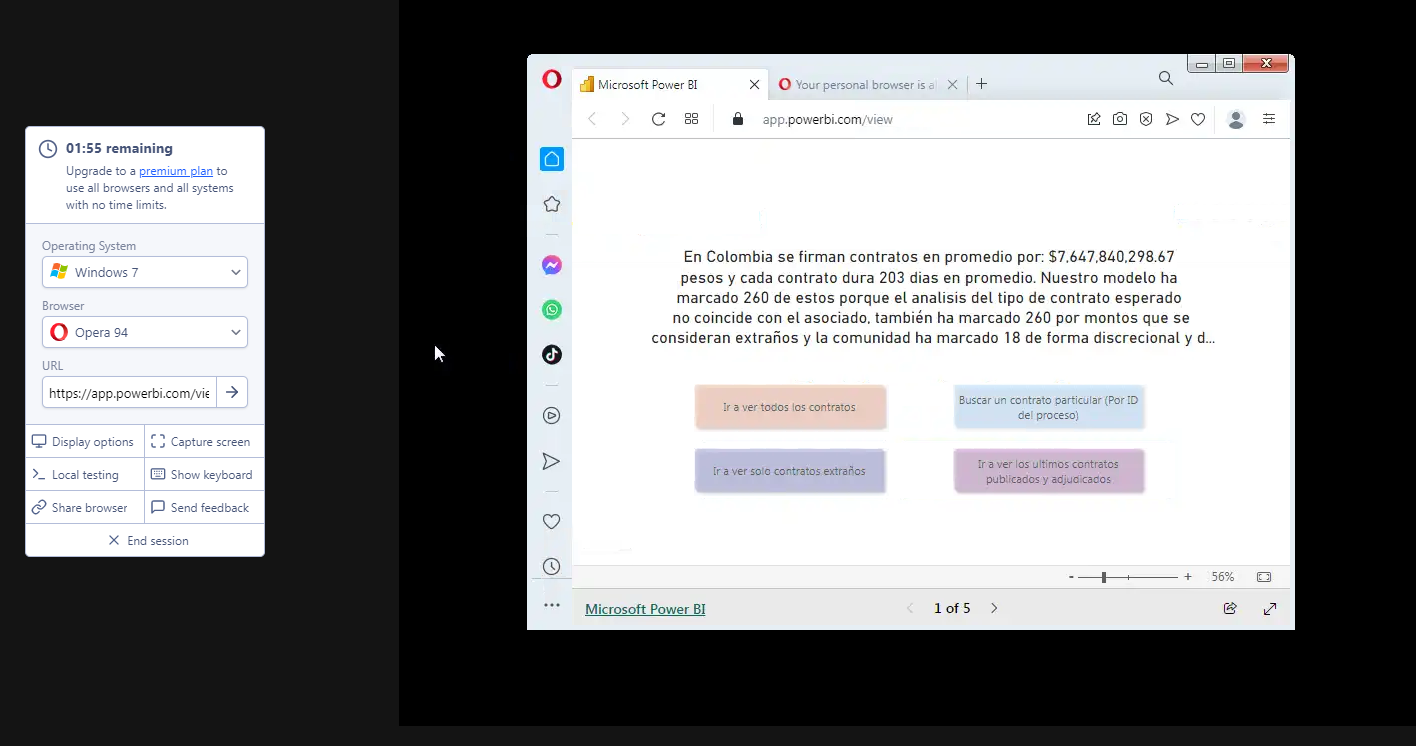 01:55 remaining
Upgrade to a premium plan to
use all browsers and all systems
with no time limits.
Operating System
Windows 7
Browser
Opera 94
URL
https://app.powerbi.com/vie
Display options
Capture screen
Local testing
Show keyboard
Share browser
Send feedback
End session
Microsoft Power BI
Your personal browser is al
app.powerbi.com/view
En Colombia se firman contratos en promedio por: $7,647,840,298.67
pesos y cada contrato dura 203 dias en promedio. Nuestro modelo ha
marcado 260 de estos porque el analisis del tipo de contrato esperado
no coincide con el asociado, también ha marcado 260 por montos que se
consideran extraños y la comunidad ha marcado 18 de forma discrecional y d...
Ir a ver todos los contratos
Buscar un contrato particular (Por ID
del proceso)
Ir a ver solo contratos extraños
Ir a ver los ultimos contratos
publicados y adjudicados
- + 56%
Microsoft Power BI
1 of 5